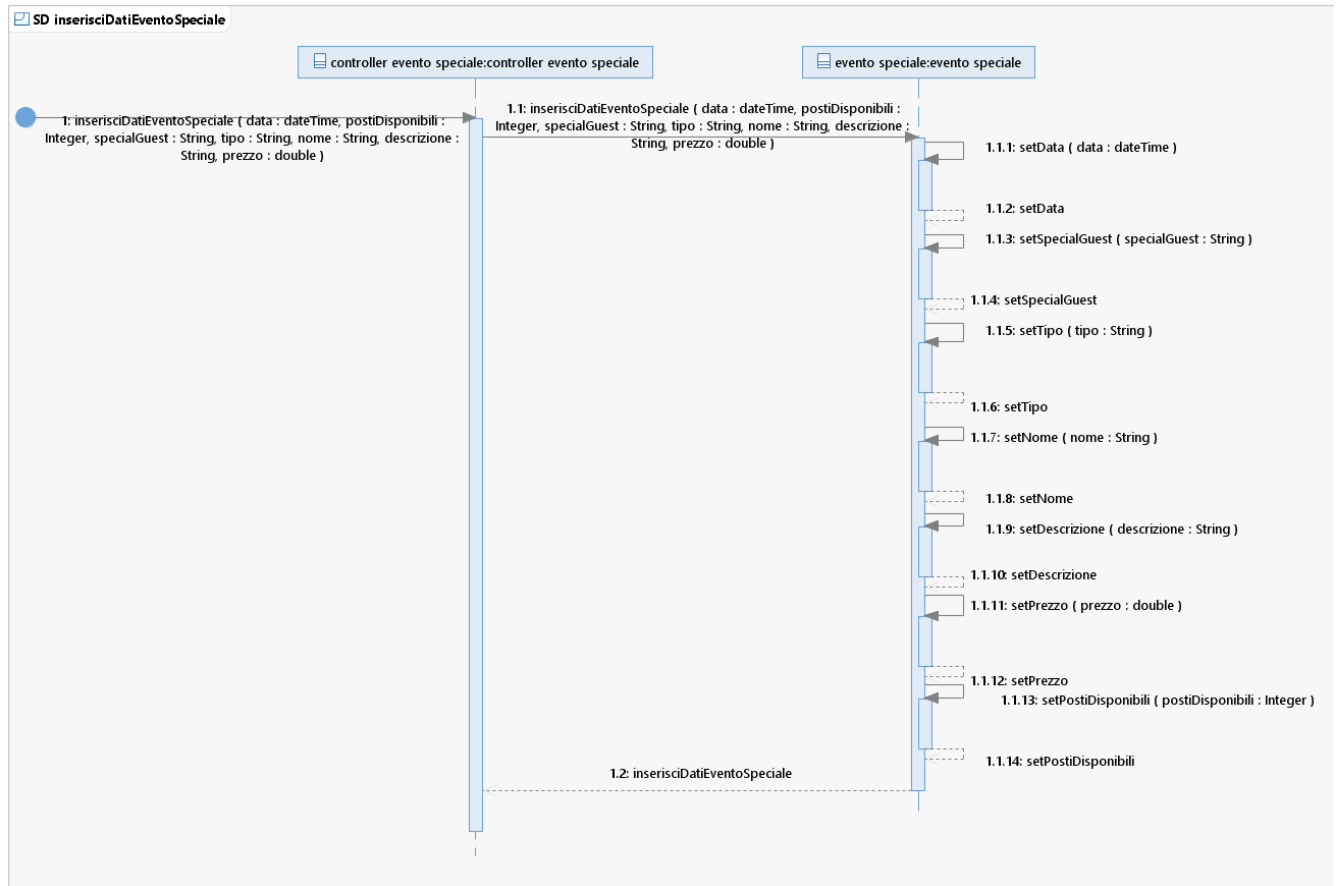 SD inserisciDatiEventoSpeciale
controller evento speciale:controller evento speciale
evento speciale:evento speciale
1: inserisciDatiEventoSpeciale ( data : dateTime, postiDisponibili :
Integer, specialGuest : String, tipo : String, nome : String, descrizione :
String, prezzo : double )
1.1: inserisciDatiEventoSpeciale ( data : dateTime, postiDisponibili :
Integer, specialGuest : String, tipo : String, nome : String, descrizione :
String, prezzo : double )
1.1.1: setData ( data : dateTime )
1.1.2: setData
1.1.3: setSpecialGuest ( specialGuest : String )
1.1.4: setSpecialGuest
1.1.5: setTipo ( tipo : String )
1.1.6: setTipo
1.1.7: setNome ( nome : String )
1.1.8: setNome
1.1.9: setDescrizione ( descrizione : String )
1.1.10: setDescrizione
1.1.11: setPrezzo ( prezzo : double )
1.1.12: setPrezzo
1.1.13: setPostiDisponibili ( postiDisponibili : Integer )
1.1.14: setPostiDisponibili
1.2: inserisciDatiEventoSpeciale